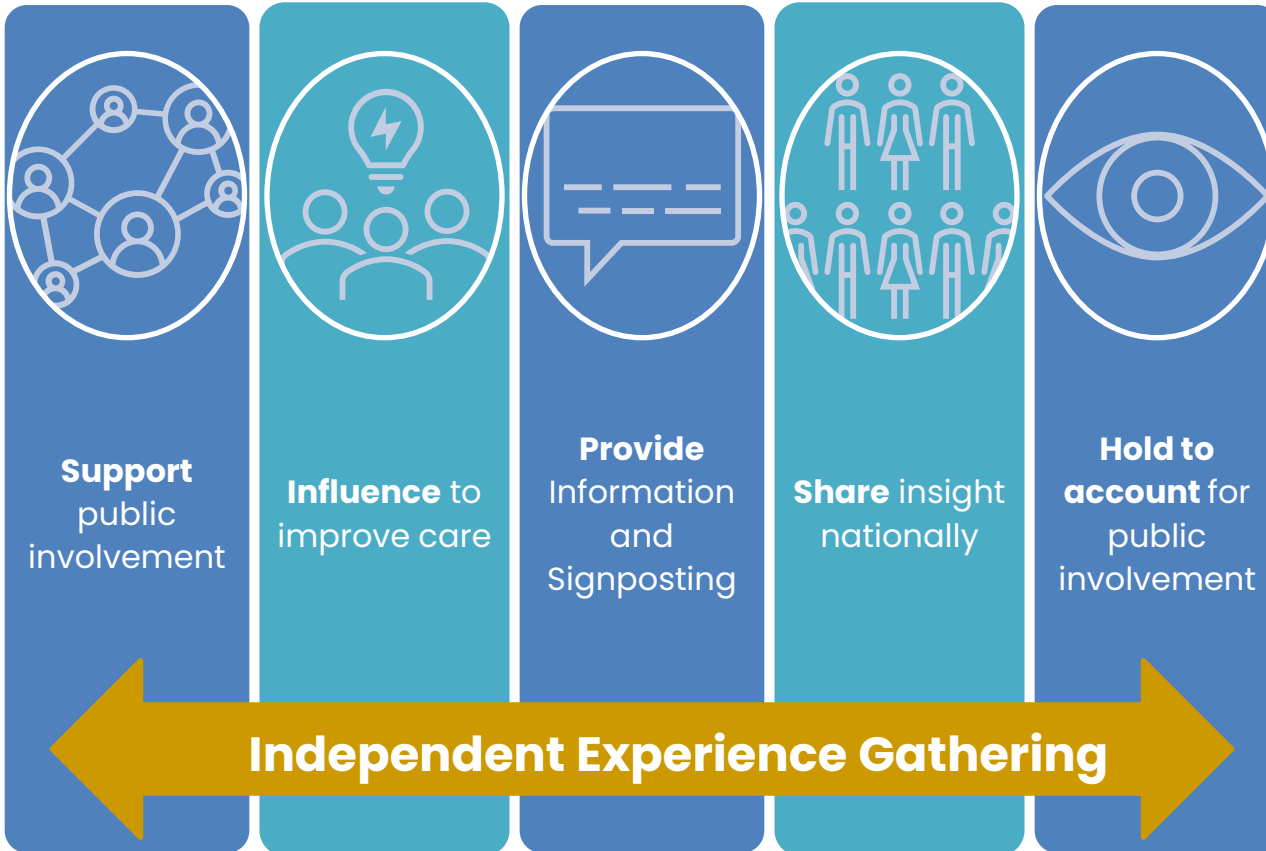 Support
public
involvement
Influence to
improve care
Provide
Information
and
Signposting
Share insight
nationally
Hold to
account for
public
involvement
Independent Experience Gathering